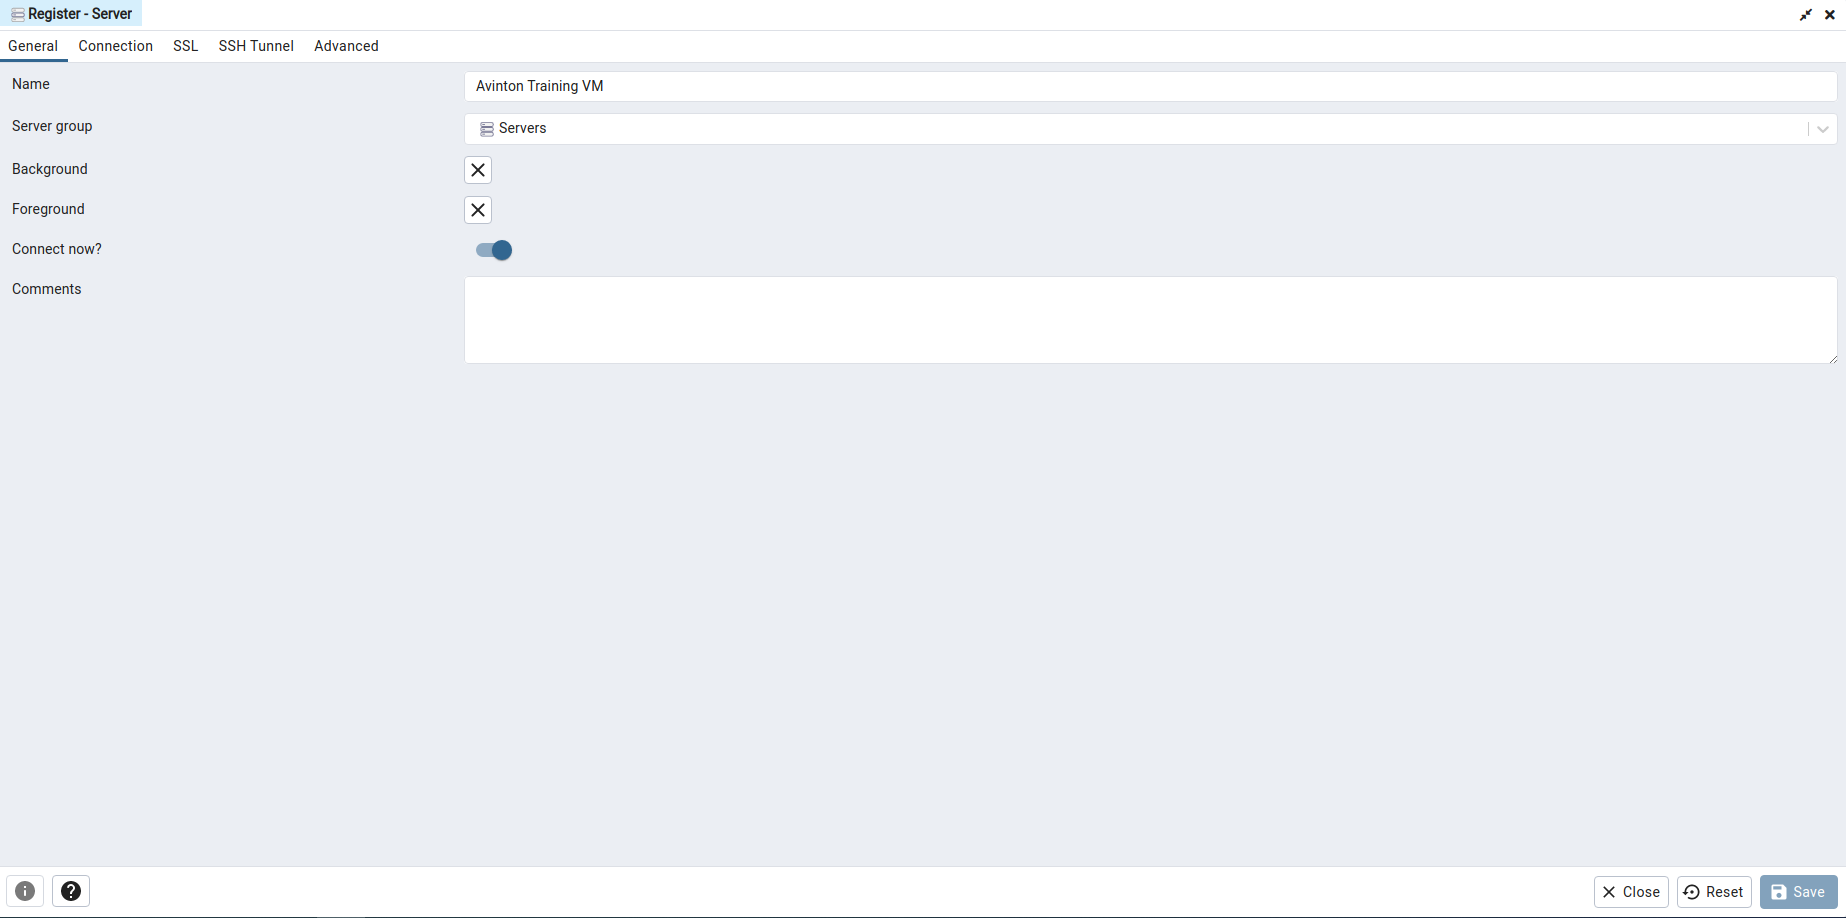 Register - Server
General Connection SSL SSH Tunnel Advanced
Name Avinton Training VM
Server group Servers
Background
Foreground
Connect now?
Comments
Close Reset Save